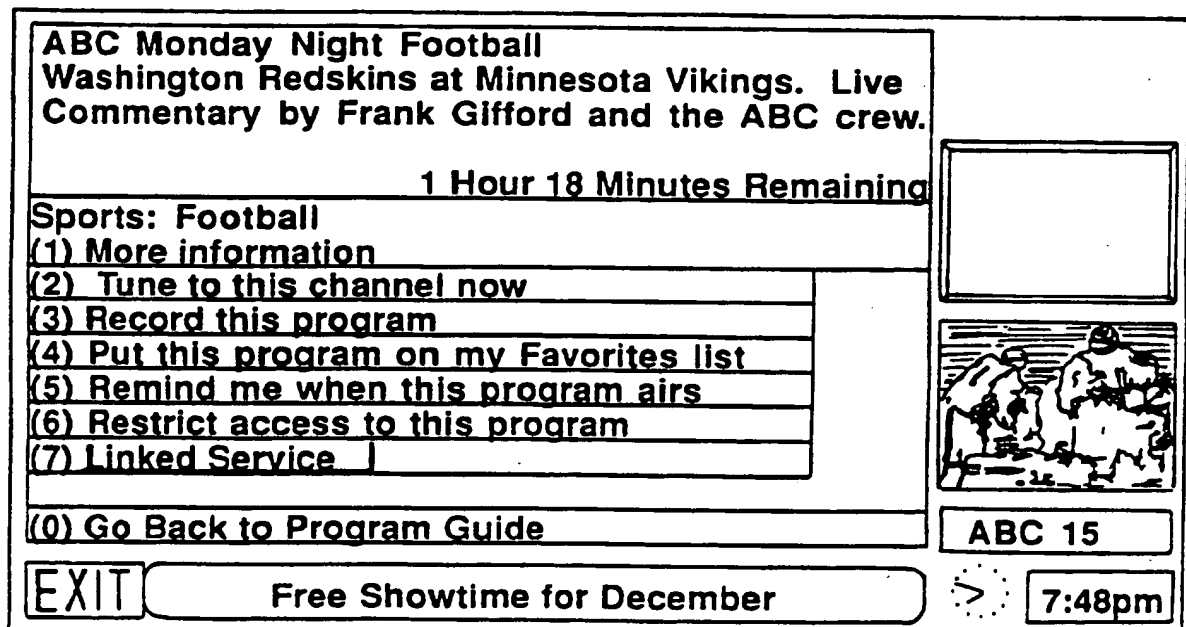 ABC Monday Night Football
Washington Redskins at Minnesota Vikings. Live
Commentary by Frank Gifford and the ABC crew.
1 Hour 18 Minutes Remaining
Sports: Football
(1) More information
(2) Tune to this channel now
(3) Record this program
(4) Put this program on my Favorites list
(5) Remind me when this program airs
(6) Restrict access to this program
(7) Linked Service
(0) Go Back to Program Guide
ABC 15
EXIT
Free Showtime for December
7:48pm